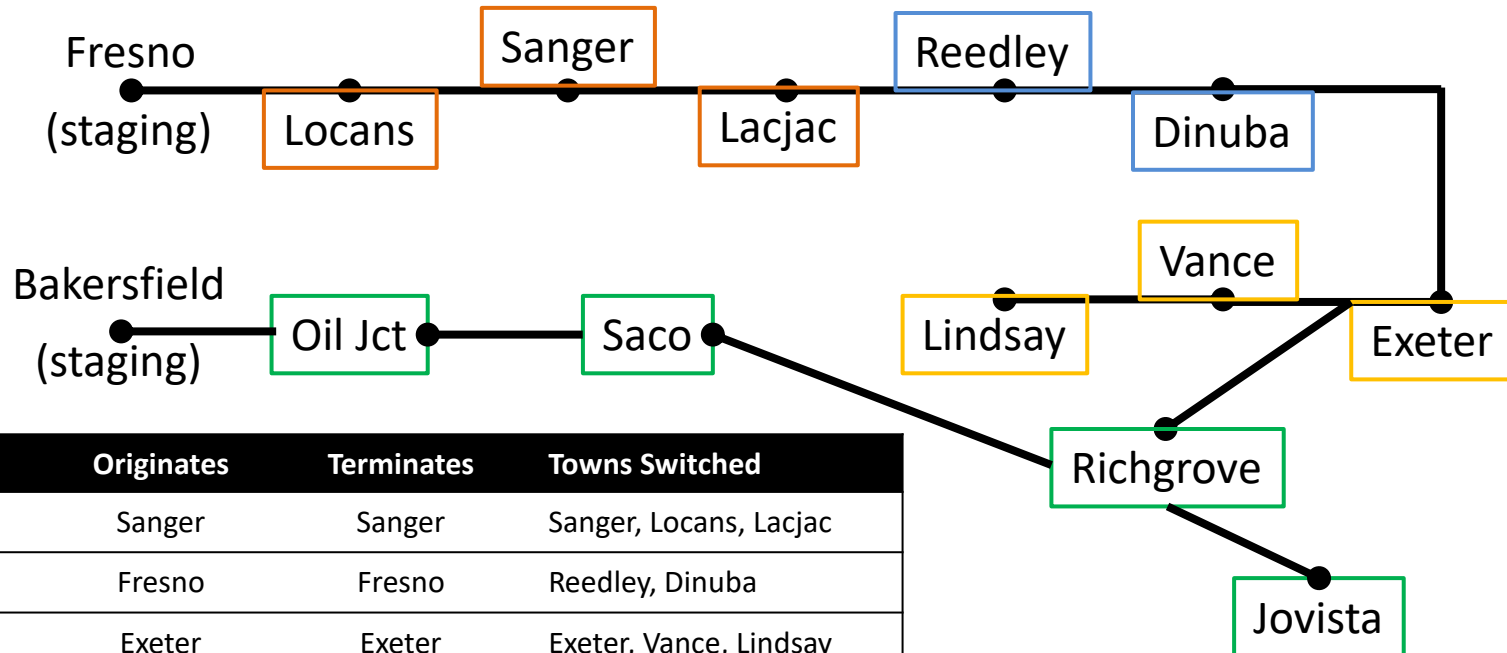 Fresno
(staging)
Locans
Sanger
Lacjac
Reedley
Dinuba
Bakersfield
(staging)
Oil Jct
Saco
Lindsay
Vance
Exeter
Richgrove
Jovista
Originates Terminates Towns Switched
Sanger Sanger Sanger, Locans, Lacjac
Fresno Fresno Reedley, Dinuba
Exeter Exeter Exeter, Vance, Lindsay